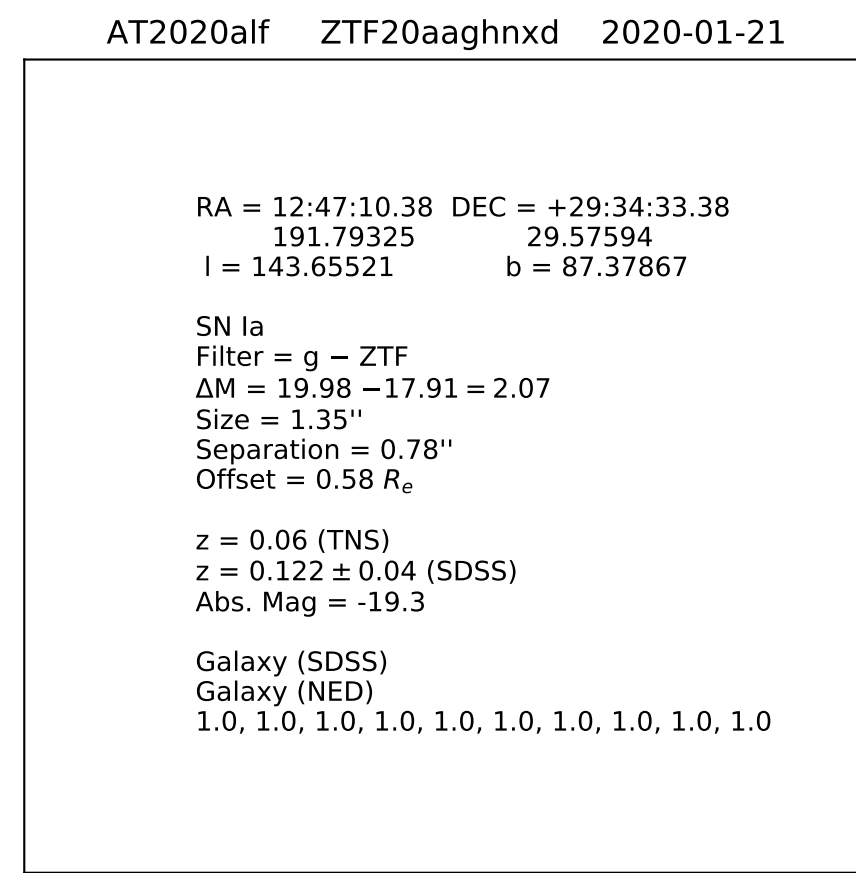 AT2020alf ZTF20aaghnxd 2020-01-21
RA = 12:47:10.38 DEC = +29:34:33.38
191.79325 29.57594
l = 143.65521 b = 87.37867
SN Ia
Filter = g − ZTF
ΔM = 19.98 −17.91 = 2.07
Size = 1.35''
Separation = 0.78''
Offset = 0.58 Rₑ
z = 0.06 (TNS)
z = 0.122 ± 0.04 (SDSS)
Abs. Mag = -19.3
Galaxy (SDSS)
Galaxy (NED)
1.0, 1.0, 1.0, 1.0, 1.0, 1.0, 1.0, 1.0, 1.0, 1.0